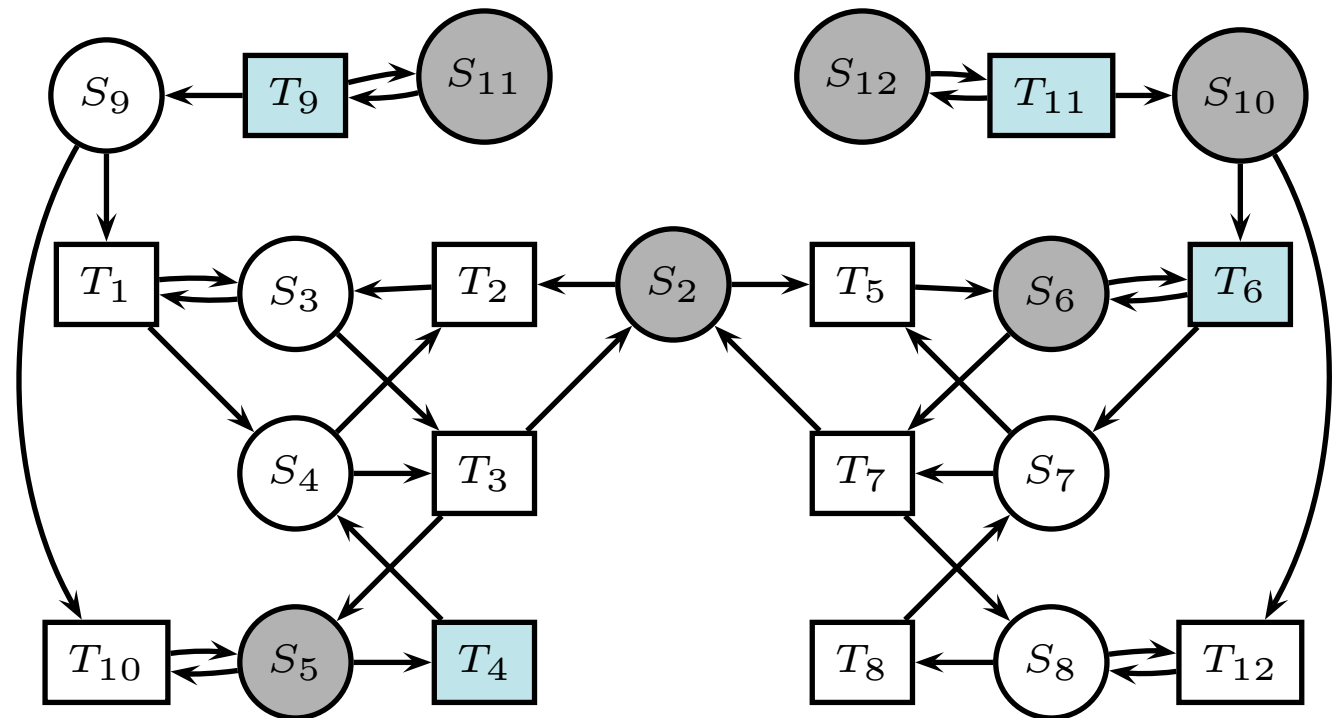 S₉ T₉ S₁₁ S₁₂ T₁₁ S₁₀
T₁ S₃ T₂ S₂ T₅ S₆ T₆
S₄ T₃ T₇ S₇
T₁₀ S₅ T₄ T₈ S₈ T₁₂